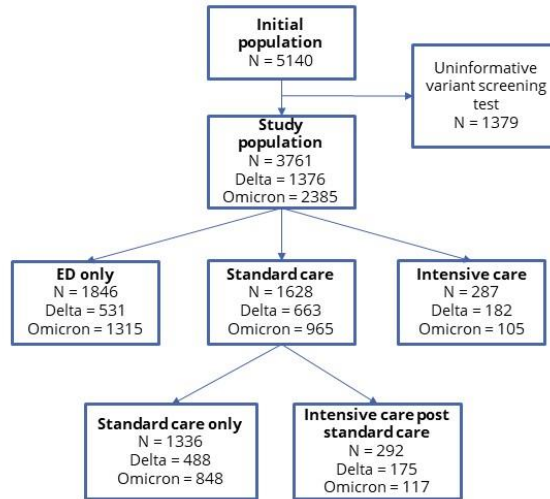 Initial
population
N = 5140
Uninformative
variant screening
test
N = 1379
Study
population
N = 3761
Delta = 1376
Omicron = 2385
ED only
N = 1846
Delta = 531
Omicron = 1315
Standard care
N = 1628
Delta = 663
Omicron = 965
Intensive care
N = 287
Delta = 182
Omicron = 105
Standard care only
N = 1336
Delta = 488
Omicron = 848
Intensive care post
standard care
N = 292
Delta = 175
Omicron = 117